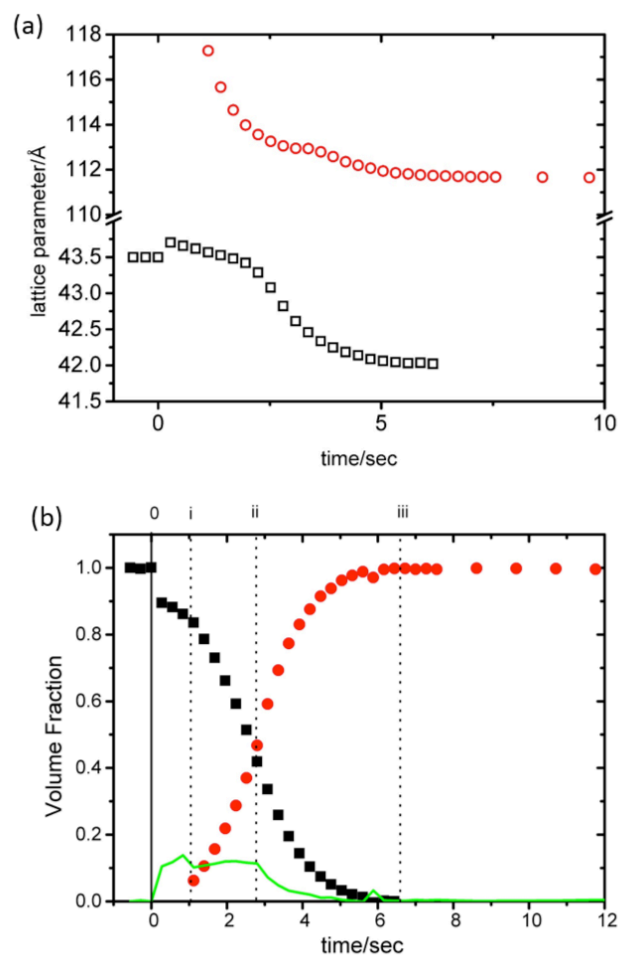 (a)
118
116
114
112
110
43.5
43.0
42.5
42.0
41.5
lattice parameter/Å
0 5 10
time/sec
(b)
0 i ii iii
1.0
0.8
0.6
0.4
0.2
0.0
Volume Fraction
0 2 4 6 8 10 12
time/sec